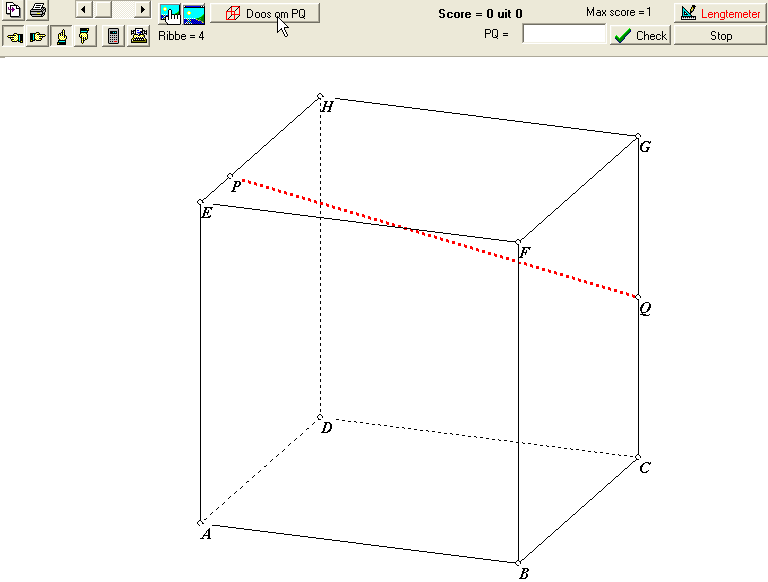 Doos om PQ
Score = 0 uit 0
Max score = 1
Lengtemeter
Ribbe = 4
PQ =
Check
Stop
H
G
P
E
F
Q
D
C
A
B